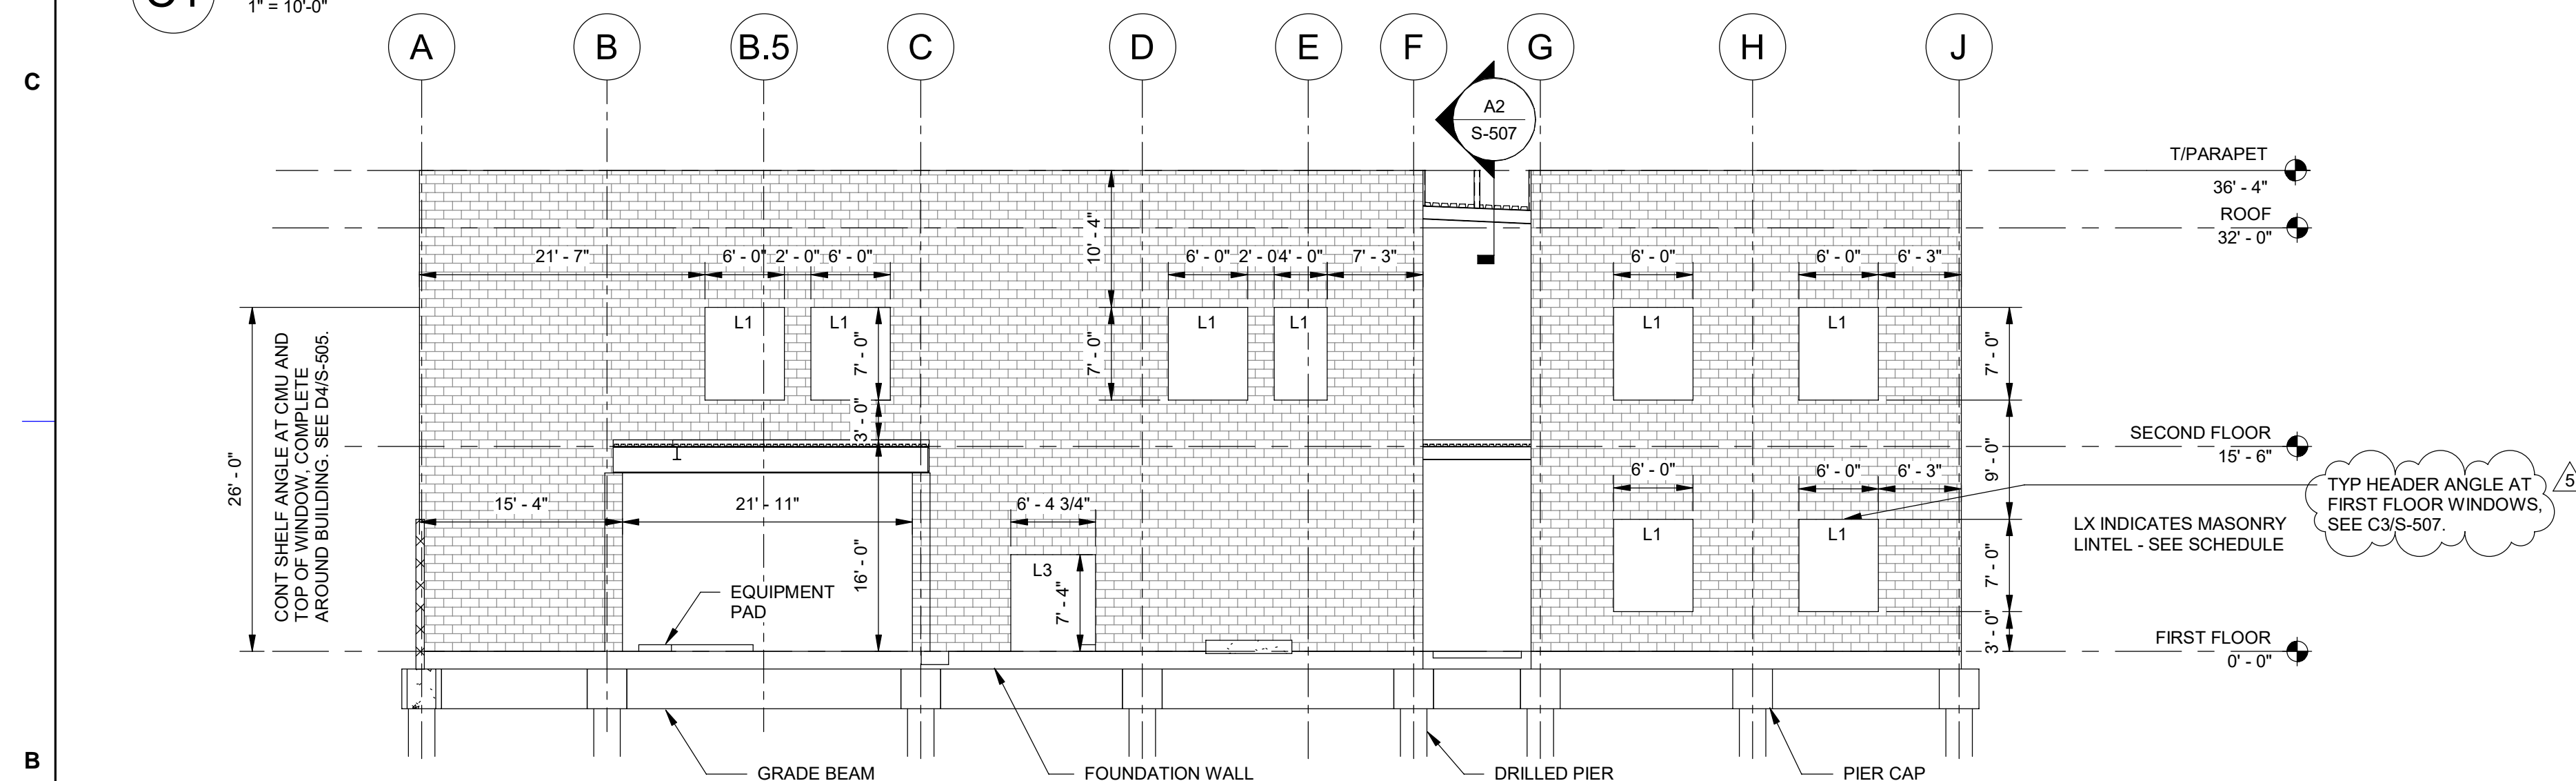 1" = 10'-0"
C
A
B
B.5
C
D
E
F
G
H
J
A2
S-507
T/PARAPET
36' - 4"
ROOF
32' - 0"
10' - 4"
21' - 7"
6' - 0"
2' - 0"
6' - 0"
6' - 0"
2' - 0
4' - 0"
7' - 3"
6' - 0"
6' - 0"
6' - 3"
L1
L1
L1
L1
L1
L1
7' - 0"
7' - 0"
7' - 0"
3' - 0"
CONT SHELF ANGLE AT CMU AND
TOP OF WINDOW, COMPLETE
AROUND BUILDING. SEE D4/S-505.
26' - 0"
SECOND FLOOR
15' - 6"
9' - 0"
6' - 0"
6' - 0"
6' - 3"
15' - 4"
21' - 11"
6' - 4 3/4"
TYP HEADER ANGLE AT
FIRST FLOOR WINDOWS,
SEE C3/S-507.
5
LX INDICATES MASONRY
LINTEL - SEE SCHEDULE
L1
L1
16' - 0"
L3
7' - 4"
7' - 0"
EQUIPMENT
PAD
3' - 0"
FIRST FLOOR
0' - 0"
B
GRADE BEAM
FOUNDATION WALL
DRILLED PIER
PIER CAP